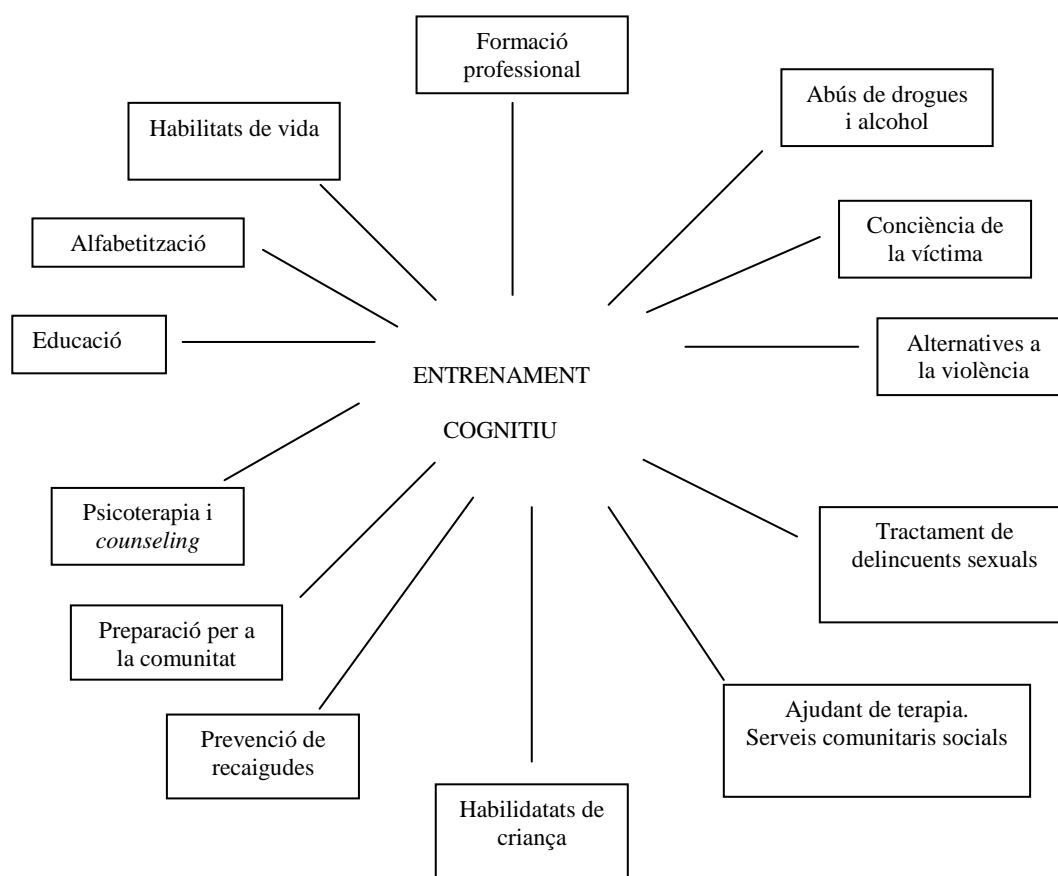 Formació
professional
Abús de drogues
i alcohol
Habilitats de vida
Conciència de
la víctima
Alfabetització
Educació
Alternatives a
la violència
ENTRENAMENT
COGNITIU
Psicoteràpia i
counseling
Tractament de
delincuents sexuals
Preparació per a
la comunitat
Ajudant de terapia.
Serveis comunitaris socials
Prevenció de
recaigudes
Habilidatats de
criança